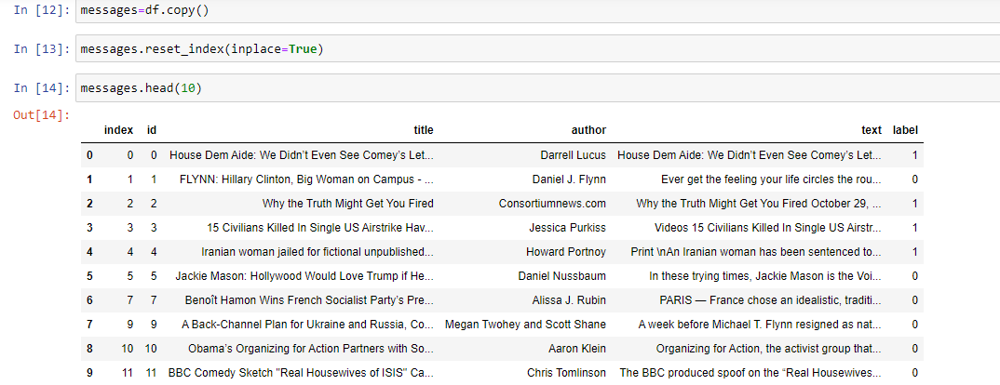 In [12]: messages=df.copy()
In [13]: messages.reset_index(inplace=True)
In [14]: messages.head(10)
Out[14]:
index id title author text label
0 0 0 House Dem Aide: We Didn’t Even See Comey’s Let... Darrell Lucus House Dem Aide: We Didn’t Even See Comey’s Let... 1
1 1 1 FLYNN: Hillary Clinton, Big Woman on Campus - ... Daniel J. Flynn Ever get the feeling your life circles the rou... 0
2 2 2 Why the Truth Might Get You Fired Consortiumnews.com Why the Truth Might Get You Fired October 29, ... 1
3 3 3 15 Civilians Killed In Single US Airstrike Hav... Jessica Purkiss Videos 15 Civilians Killed In Single US Airstr... 1
4 4 4 Iranian woman jailed for fictional unpublished... Howard Portnoy Print \nAn Iranian woman has been sentenced to... 1
5 5 5 Jackie Mason: Hollywood Would Love Trump if He... Daniel Nussbaum In these trying times, Jackie Mason is the Voi... 0
6 7 7 Benoît Hamon Wins French Socialist Party’s Pre... Alissa J. Rubin PARIS — France chose an idealistic, traditi... 0
7 9 9 A Back-Channel Plan for Ukraine and Russia, Co... Megan Twohey and Scott Shane A week before Michael T. Flynn resigned as nat... 0
8 10 10 Obama’s Organizing for Action Partners with So... Aaron Klein Organizing for Action, the activist group that... 0
9 11 11 BBC Comedy Sketch "Real Housewives of ISIS" Ca... Chris Tomlinson The BBC produced spoof on the “Real Housewives... 0